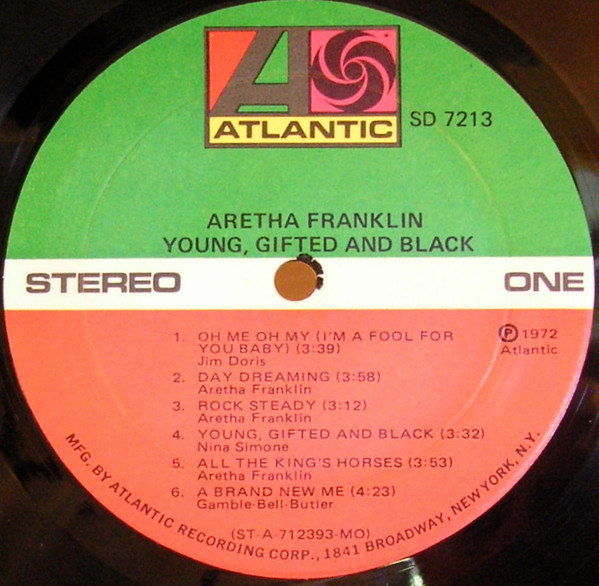 ATLANTIC
SD 7213
ARETHA FRANKLIN
YOUNG, GIFTED AND BLACK
STEREO
ONE
1. OH ME OH MY (I'M A FOOL FOR
YOU BABY) (3:39)
Jim Doris
2. DAY DREAMING (3:58)
Aretha Franklin
3. ROCK STEADY (3:12)
Aretha Franklin
4. YOUNG, GIFTED AND BLACK (3:32)
Nina Simone
5. ALL THE KING'S HORSES (3:53)
Aretha Franklin
6. A BRAND NEW ME (4:23)
Gamble-Bell-Butler
℗ 1972
Atlantic
(ST-A-712393-MO)
MFG. BY ATLANTIC RECORDING CORP., 1841 BROADWAY, NEW YORK, N.Y.